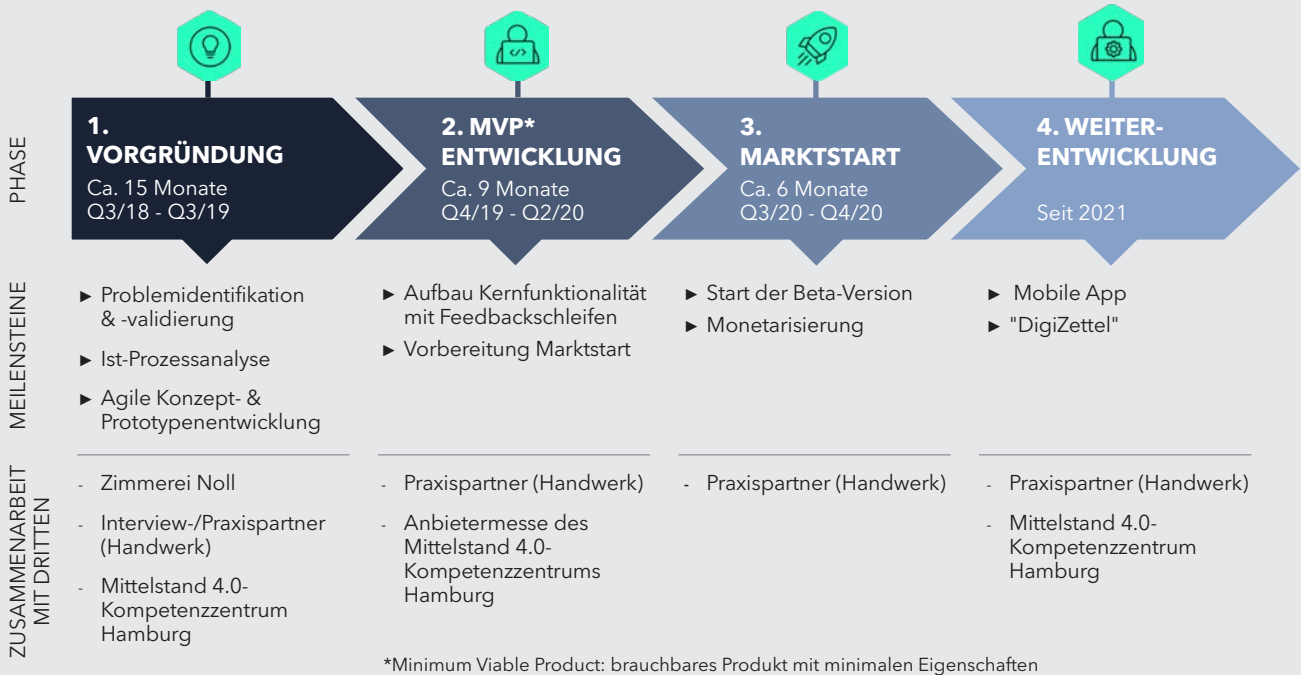 PHASE
1.
VORGRÜNDUNG
Ca. 15 Monate
Q3/18 - Q3/19
2. MVP*
ENTWICKLUNG
Ca. 9 Monate
Q4/19 - Q2/20
3.
MARKTSTART
Ca. 6 Monate
Q3/20 - Q4/20
4. WEITER-
ENTWICKLUNG
Seit 2021
MEILENSTEINE
► Problemidentifikation
& -validierung
► Ist-Prozessanalyse
► Agile Konzept- &
Prototypenentwicklung
► Aufbau Kernfunktionalität
mit Feedbackschleifen
► Vorbereitung Marktstart
► Start der Beta-Version
► Monetarisierung
► Mobile App
► "DigiZettel"
ZUSAMMENARBEIT
MIT DRITTEN
- Zimmerei Noll
- Interview-/Praxispartner
(Handwerk)
- Mittelstand 4.0-
Kompetenzzentrum
Hamburg
- Praxispartner (Handwerk)
- Anbietermesse des
Mittelstand 4.0-
Kompetenzzentrums
Hamburg
- Praxispartner (Handwerk)
- Praxispartner (Handwerk)
- Mittelstand 4.0-
Kompetenzzentrum
Hamburg
*Minimum Viable Product: brauchbares Produkt mit minimalen Eigenschaften